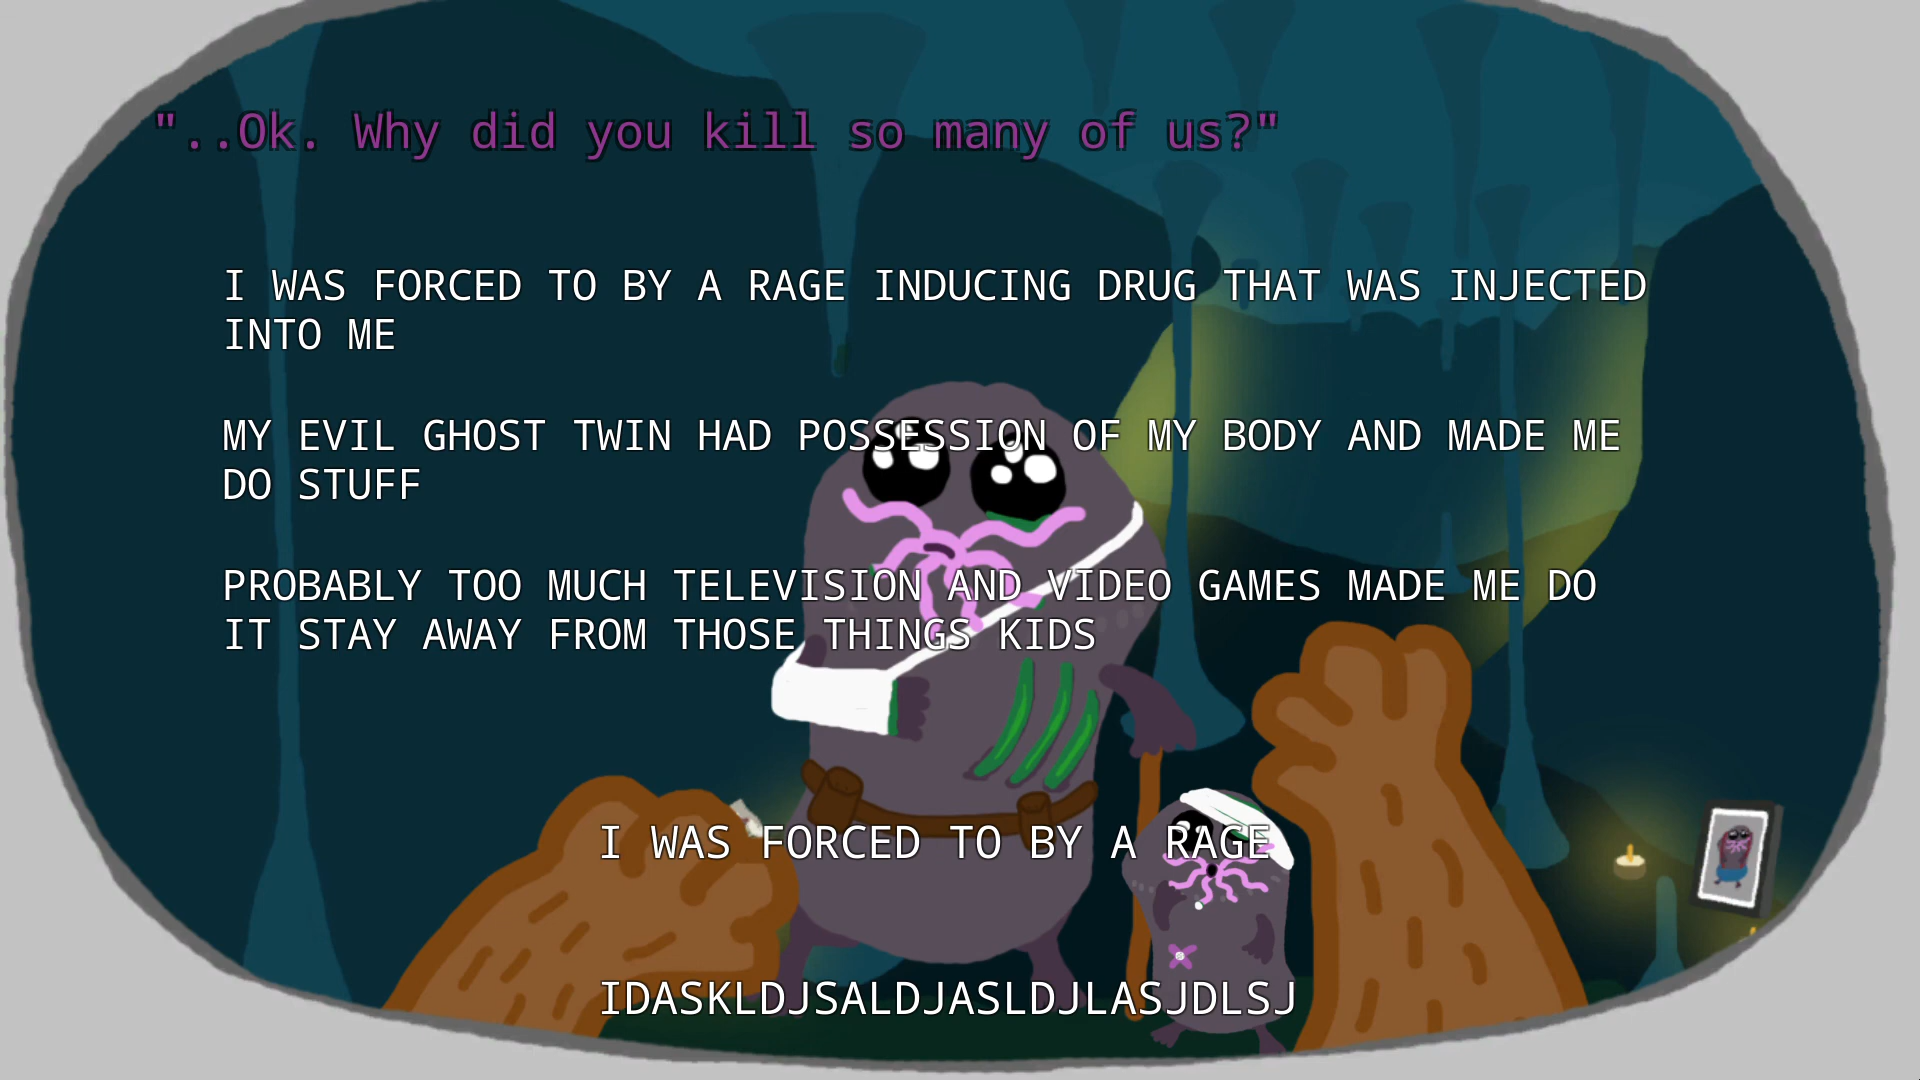 "..Ok. Why did you kill so many of us?"
I WAS FORCED TO BY A RAGE INDUCING DRUG THAT WAS INJECTED
INTO ME
MY EVIL GHOST TWIN HAD POSSESSION OF MY BODY AND MADE ME
DO STUFF
PROBABLY TOO MUCH TELEVISION AND VIDEO GAMES MADE ME DO
IT STAY AWAY FROM THOSE THINGS KIDS
I WAS FORCED TO BY A RAGE
IDASKLDJSALDJASLDJLASJDLSJ